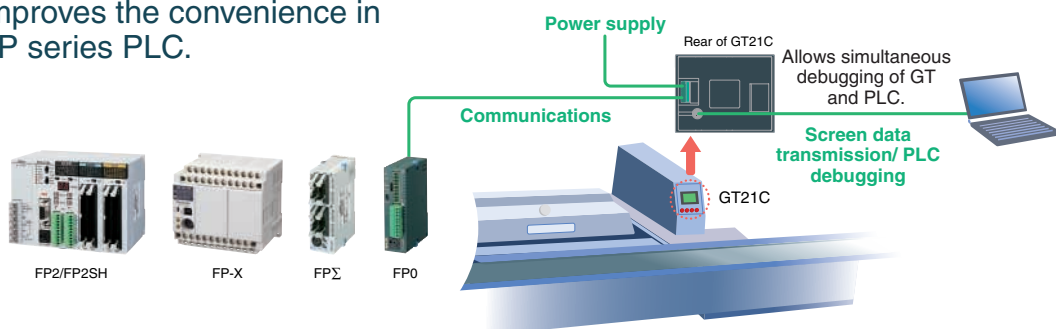 mproves the convenience in
P series PLC.
Power supply
Rear of GT21C
Allows simultaneous
debugging of GT
and PLC.
Communications
Screen data
transmission/ PLC
debugging
GT21C
FP2/FP2SH
FP-X
FPΣ
FP0